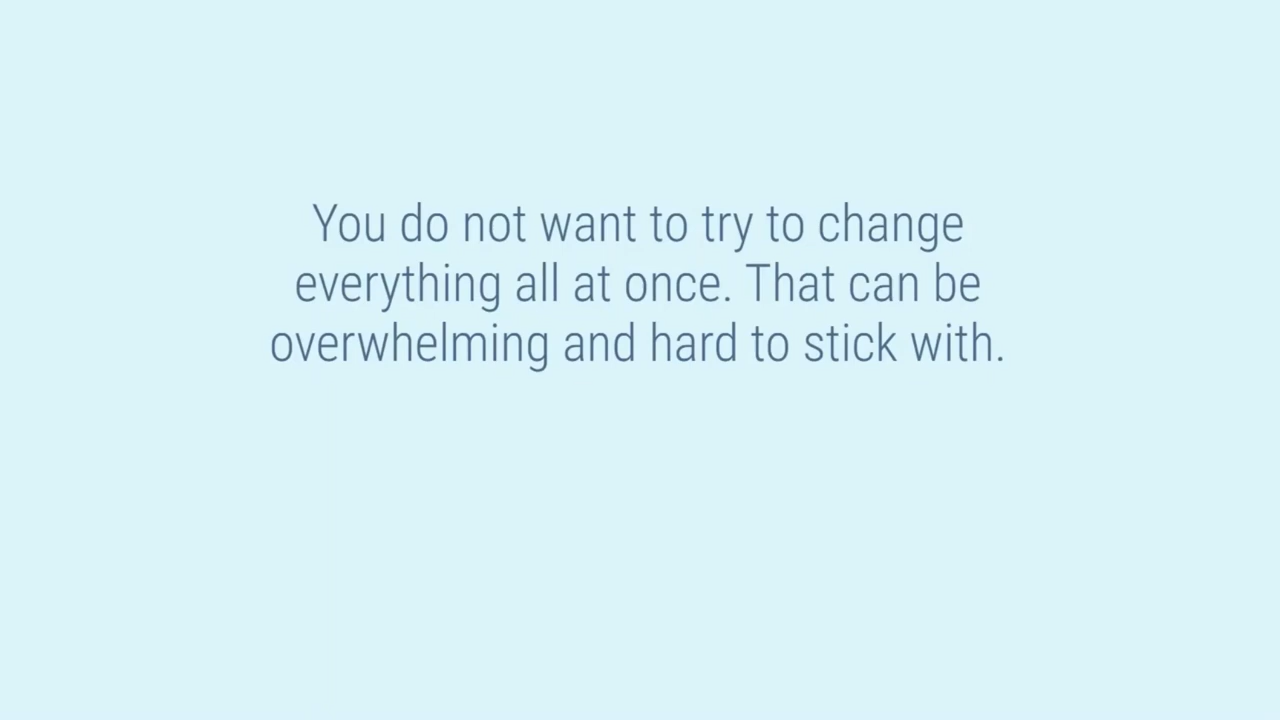 You do not want to try to change
everything all at once. That can be
overwhelming and hard to stick with.